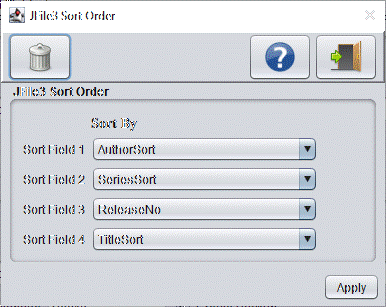 JFile3 Sort Order
JFile3 Sort Order
Sort By
Sort Field 1 AuthorSort
Sort Field 2 SeriesSort
Sort Field 3 ReleaseNo
Sort Field 4 TitleSort
Apply